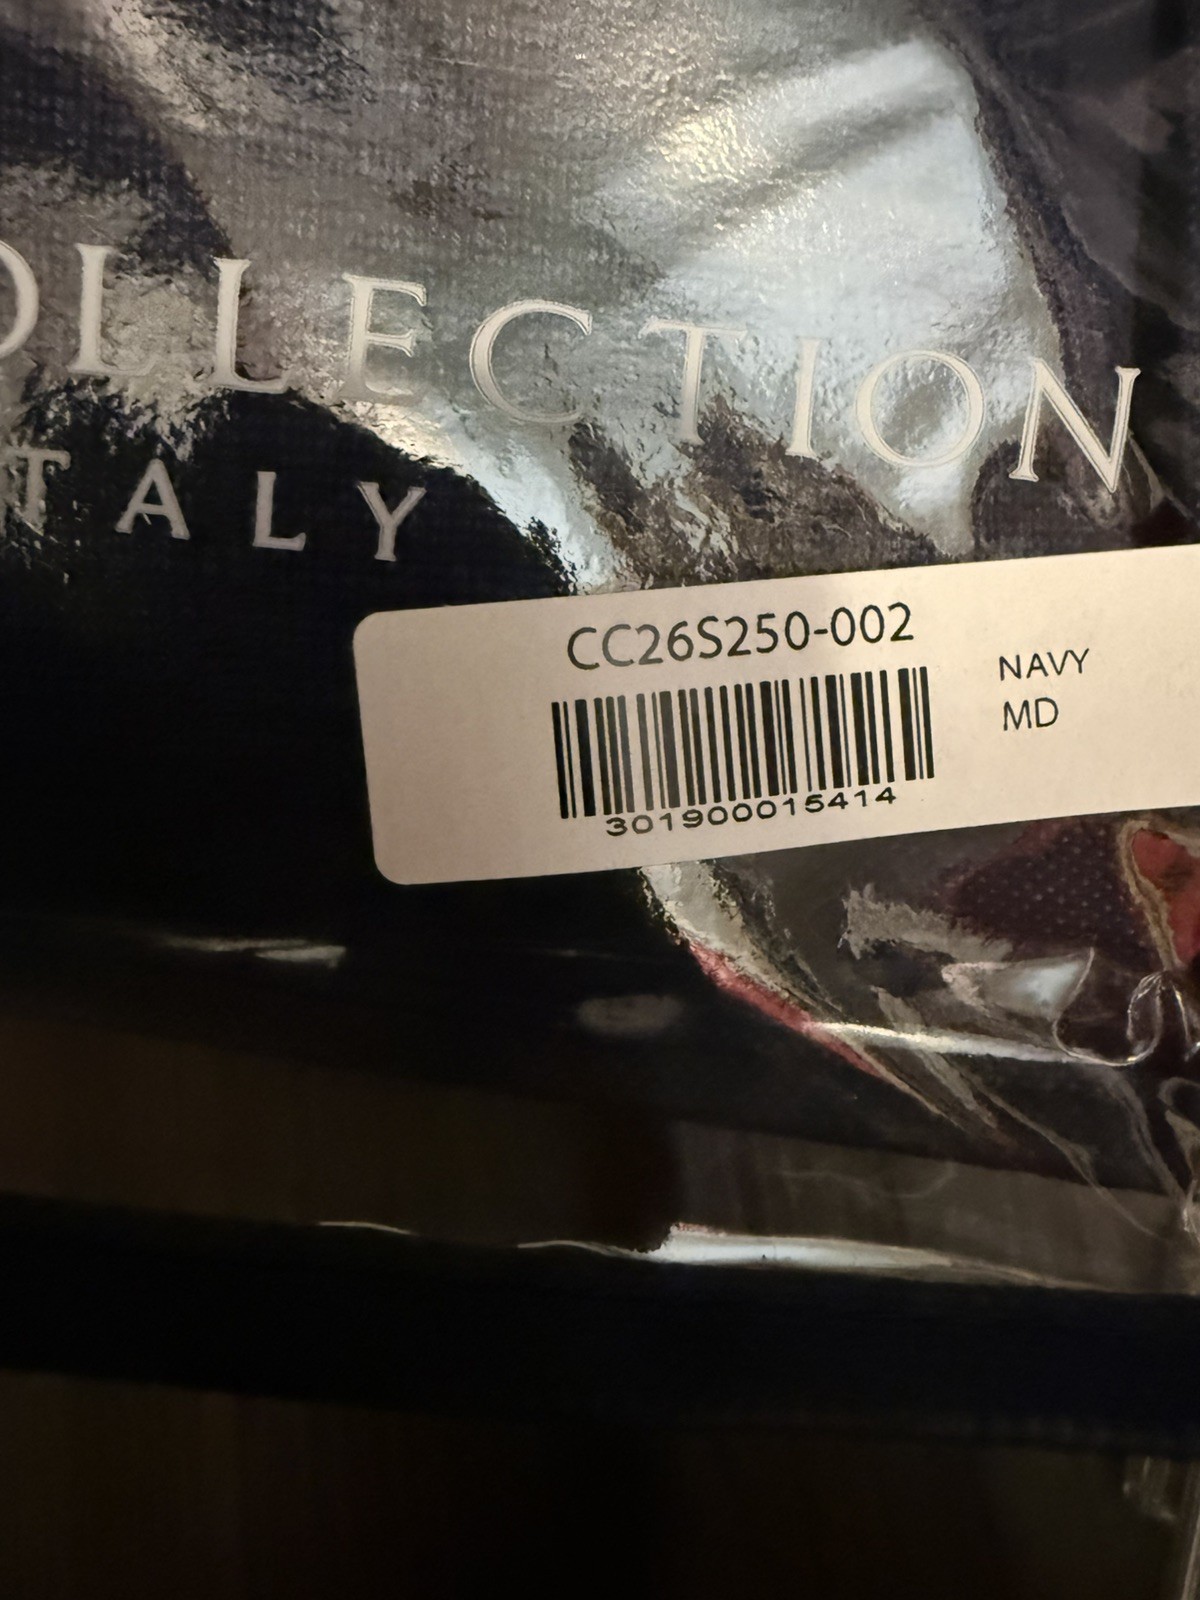 OLLECTION
TALY
CC26S250-002
NAVY
MD
301900015414